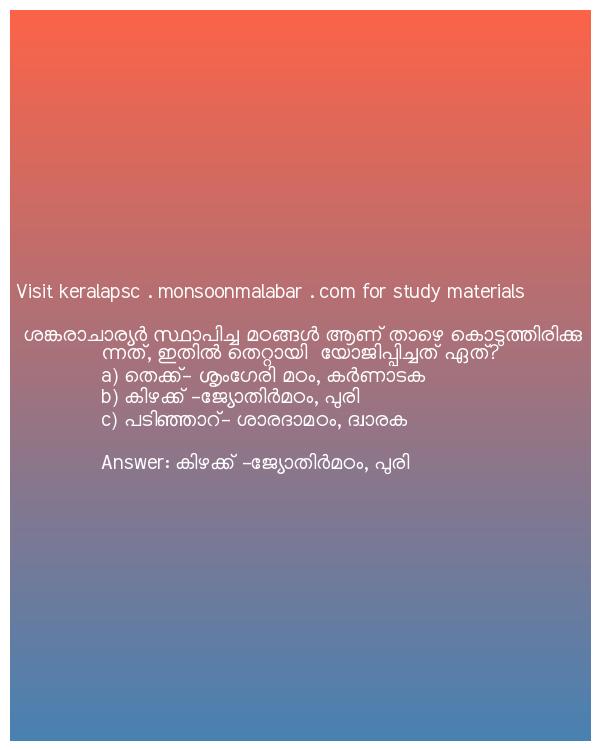 Visit keralapsc . monsoonmalabar . com for study materials
ശങ്കരാചാര്യർ സ്ഥാപിച്ച മഠങ്ങൾ ആണ് താഴെ കൊടുത്തിരിക്കു
ന്നത്, ഇതിൽ തെറ്റായി യോജിപ്പിച്ചത് ഏത്?
a) തെക്ക്- ശൃംഗേരി മഠം, കർണാടക
b) കിഴക്ക് -ജ്യോതിർമഠം, പുരി
c) പടിഞ്ഞാറ്- ശാരദാമഠം, ദ്വാരക
Answer: കിഴക്ക് -ജ്യോതിർമഠം, പുരി